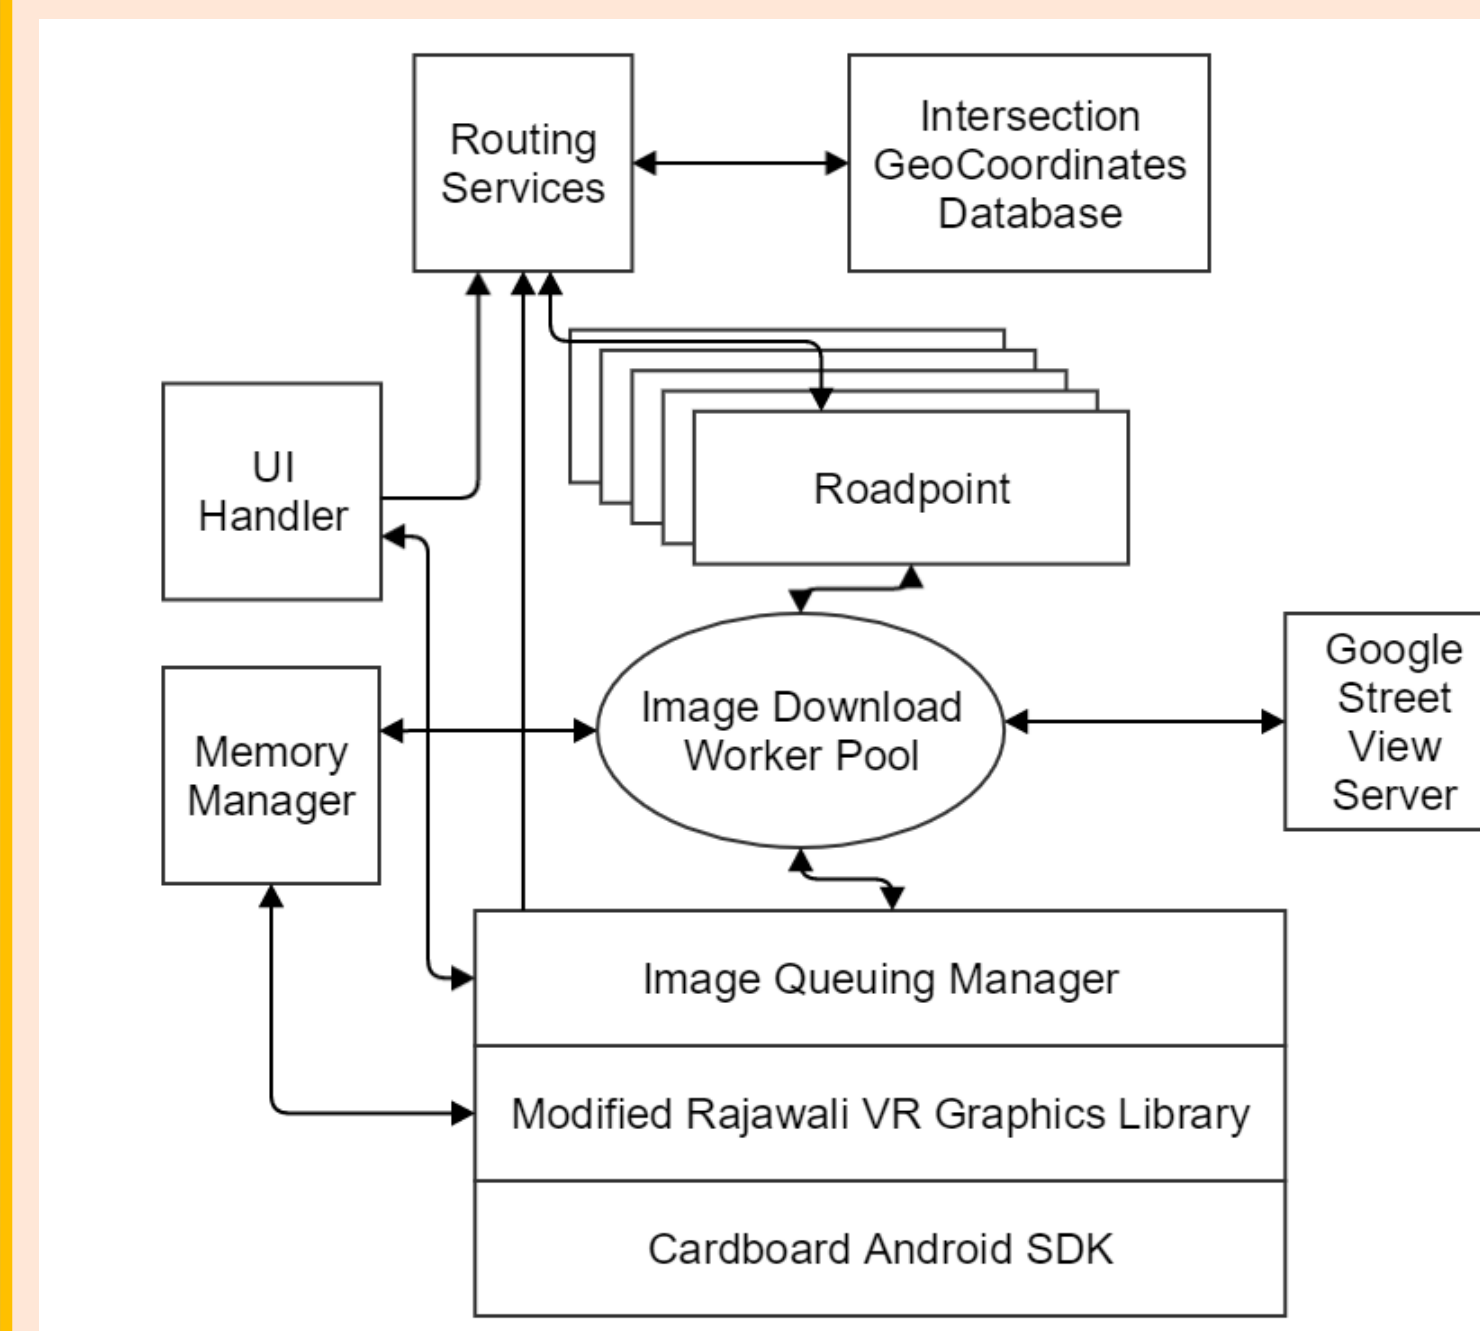 Routing
Services
Intersection
GeoCoordinates
Database
UI
Handler
Roadpoint
Memory
Manager
Image Download
Worker Pool
Google
Street
View
Server
Image Queuing Manager
Modified Rajawali VR Graphics Library
Cardboard Android SDK